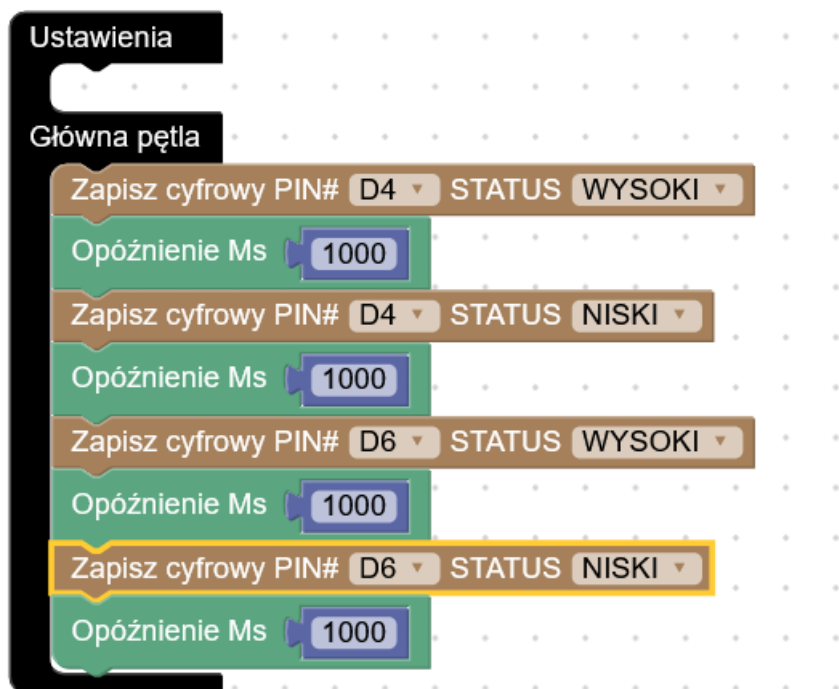 Ustawienia
Główna pętla
Zapisz cyfrowy PIN# D4 STATUS WYSOKI
Opóźnienie Ms 1000
Zapisz cyfrowy PIN# D4 STATUS NISKI
Opóźnienie Ms 1000
Zapisz cyfrowy PIN# D6 STATUS WYSOKI
Opóźnienie Ms 1000
Zapisz cyfrowy PIN# D6 STATUS NISKI
Opóźnienie Ms 1000